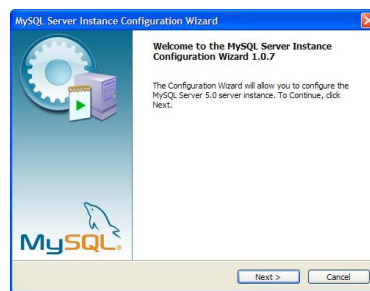 MySQL Server Instance Configuration Wizard
Welcome to the MySQL Server Instance
Configuration Wizard 1.0.7
The Configuration Wizard will allow you to configure the
MySQL Server 5.0 server instance. To Continue, click
Next.
MySQL®
Next >
Cancel